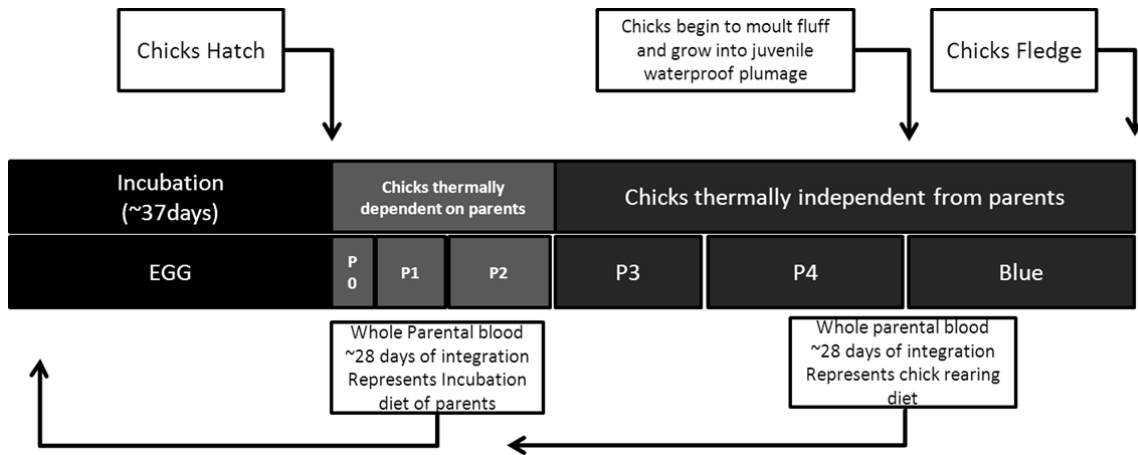 Chicks Hatch
Chicks begin to moult fluff
and grow into juvenile
waterproof plumage
Chicks Fledge
Incubation
(~37days)
Chicks thermally
dependent on parents
Chicks thermally independent from parents
EGG
P
0
P1
P2
P3
P4
Blue
Whole Parental blood
~28 days of integration
Represents Incubation
diet of parents
Whole parental blood
~28 days of integration
Represents chick rearing
diet